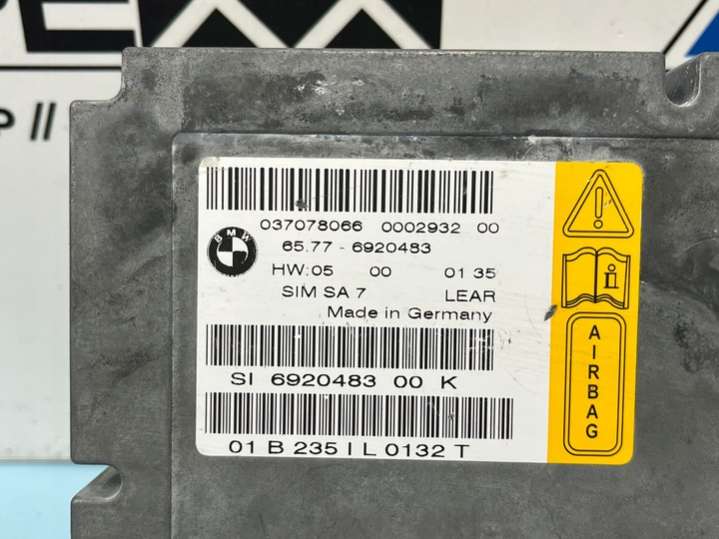 037078066 0002932 00
BMW
65.77 - 6920483
HW:05 00 01 35
SIM SA 7 LEAR
Made in Germany
SI 6920483 00 K
01 B 235 I L 0132 T
AIRBAG